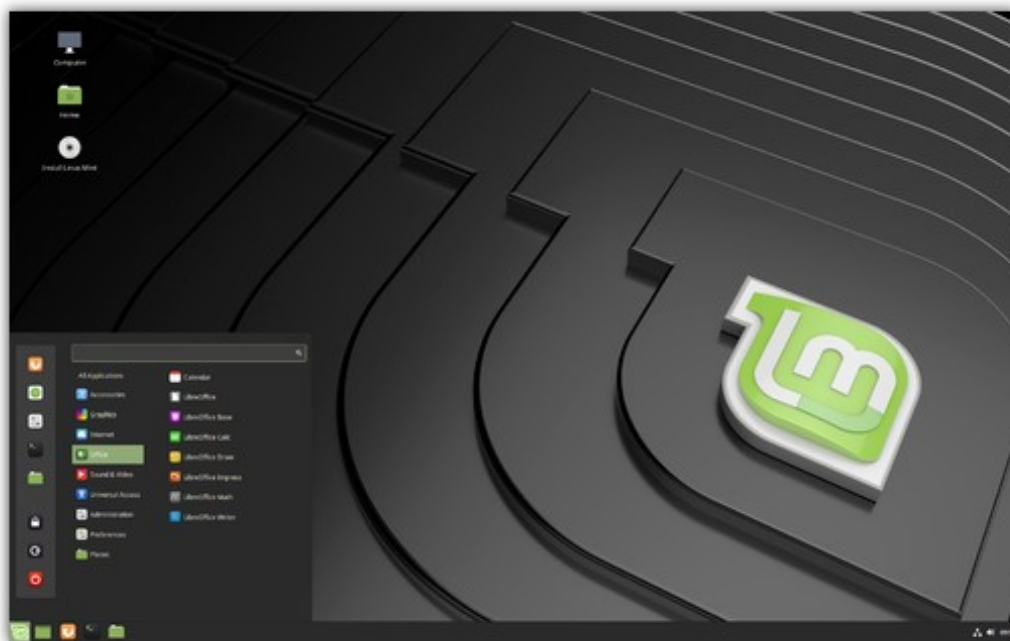 Computer
Home
Install Linux Mint
All Applications
Accessories
Graphics
Internet
Office
Sound & Video
Universal Access
Administration
Preferences
Places
Calendar
LibreOffice
LibreOffice Base
LibreOffice Calc
LibreOffice Draw
LibreOffice Impress
LibreOffice Math
LibreOffice Writer
lm